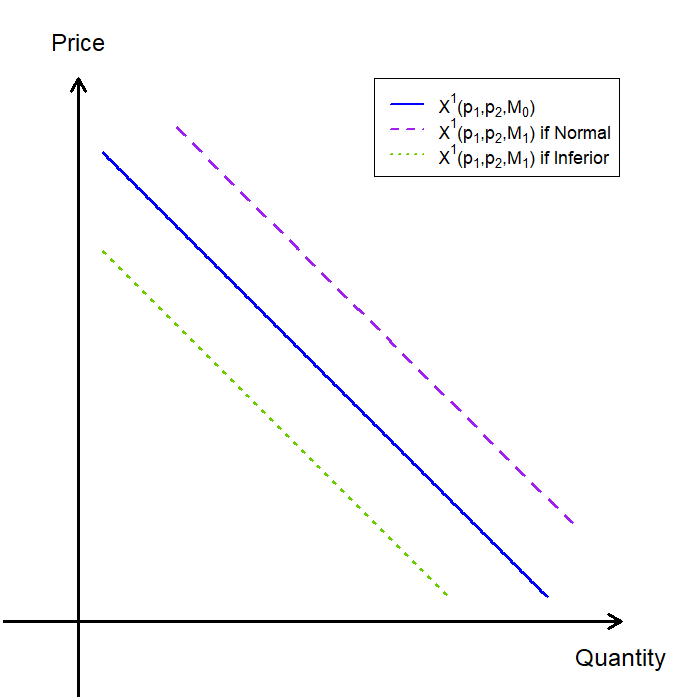 Price
X¹(p₁,p₂,M₀)
X¹(p₁,p₂,M₁) if Normal
X¹(p₁,p₂,M₁) if Inferior
Quantity